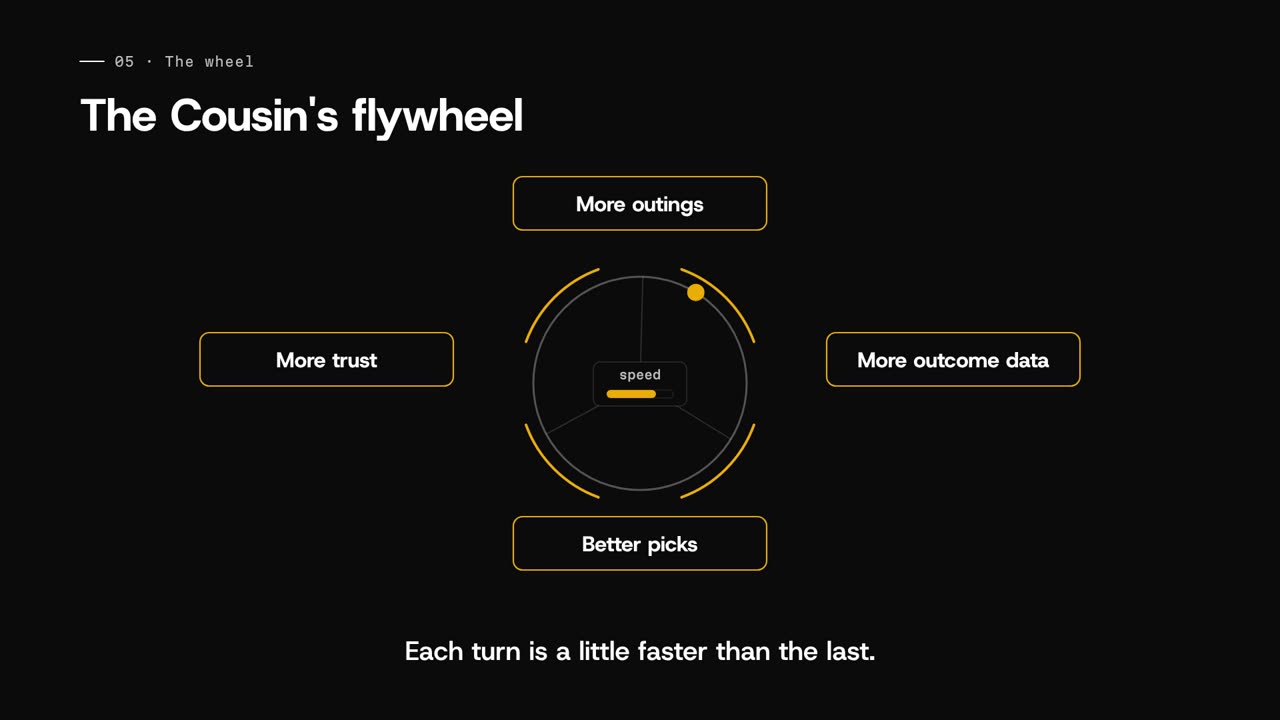 05 · The wheel
The Cousin's flywheel
More outings
More trust
More outcome data
speed
Better picks
Each turn is a little faster than the last.